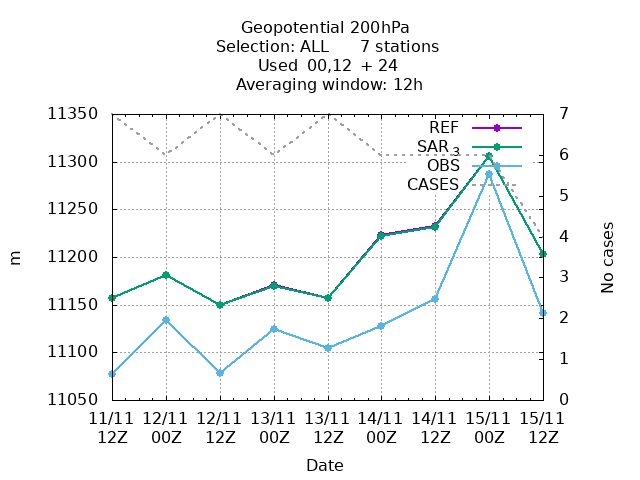 Geopotential 200hPa
Selection: ALL 7 stations
Used 00,12 + 24
Averaging window: 12h
11350
11300
11250
11200
11150
11100
11050
m
7
6
5
4
3
2
1
0
No cases
REF
SAR 3
OBS
CASES
11/11 12/11 12/11 13/11 13/11 14/11 14/11 15/11 15/11
12Z 00Z 12Z 00Z 12Z 00Z 12Z 00Z 12Z
Date